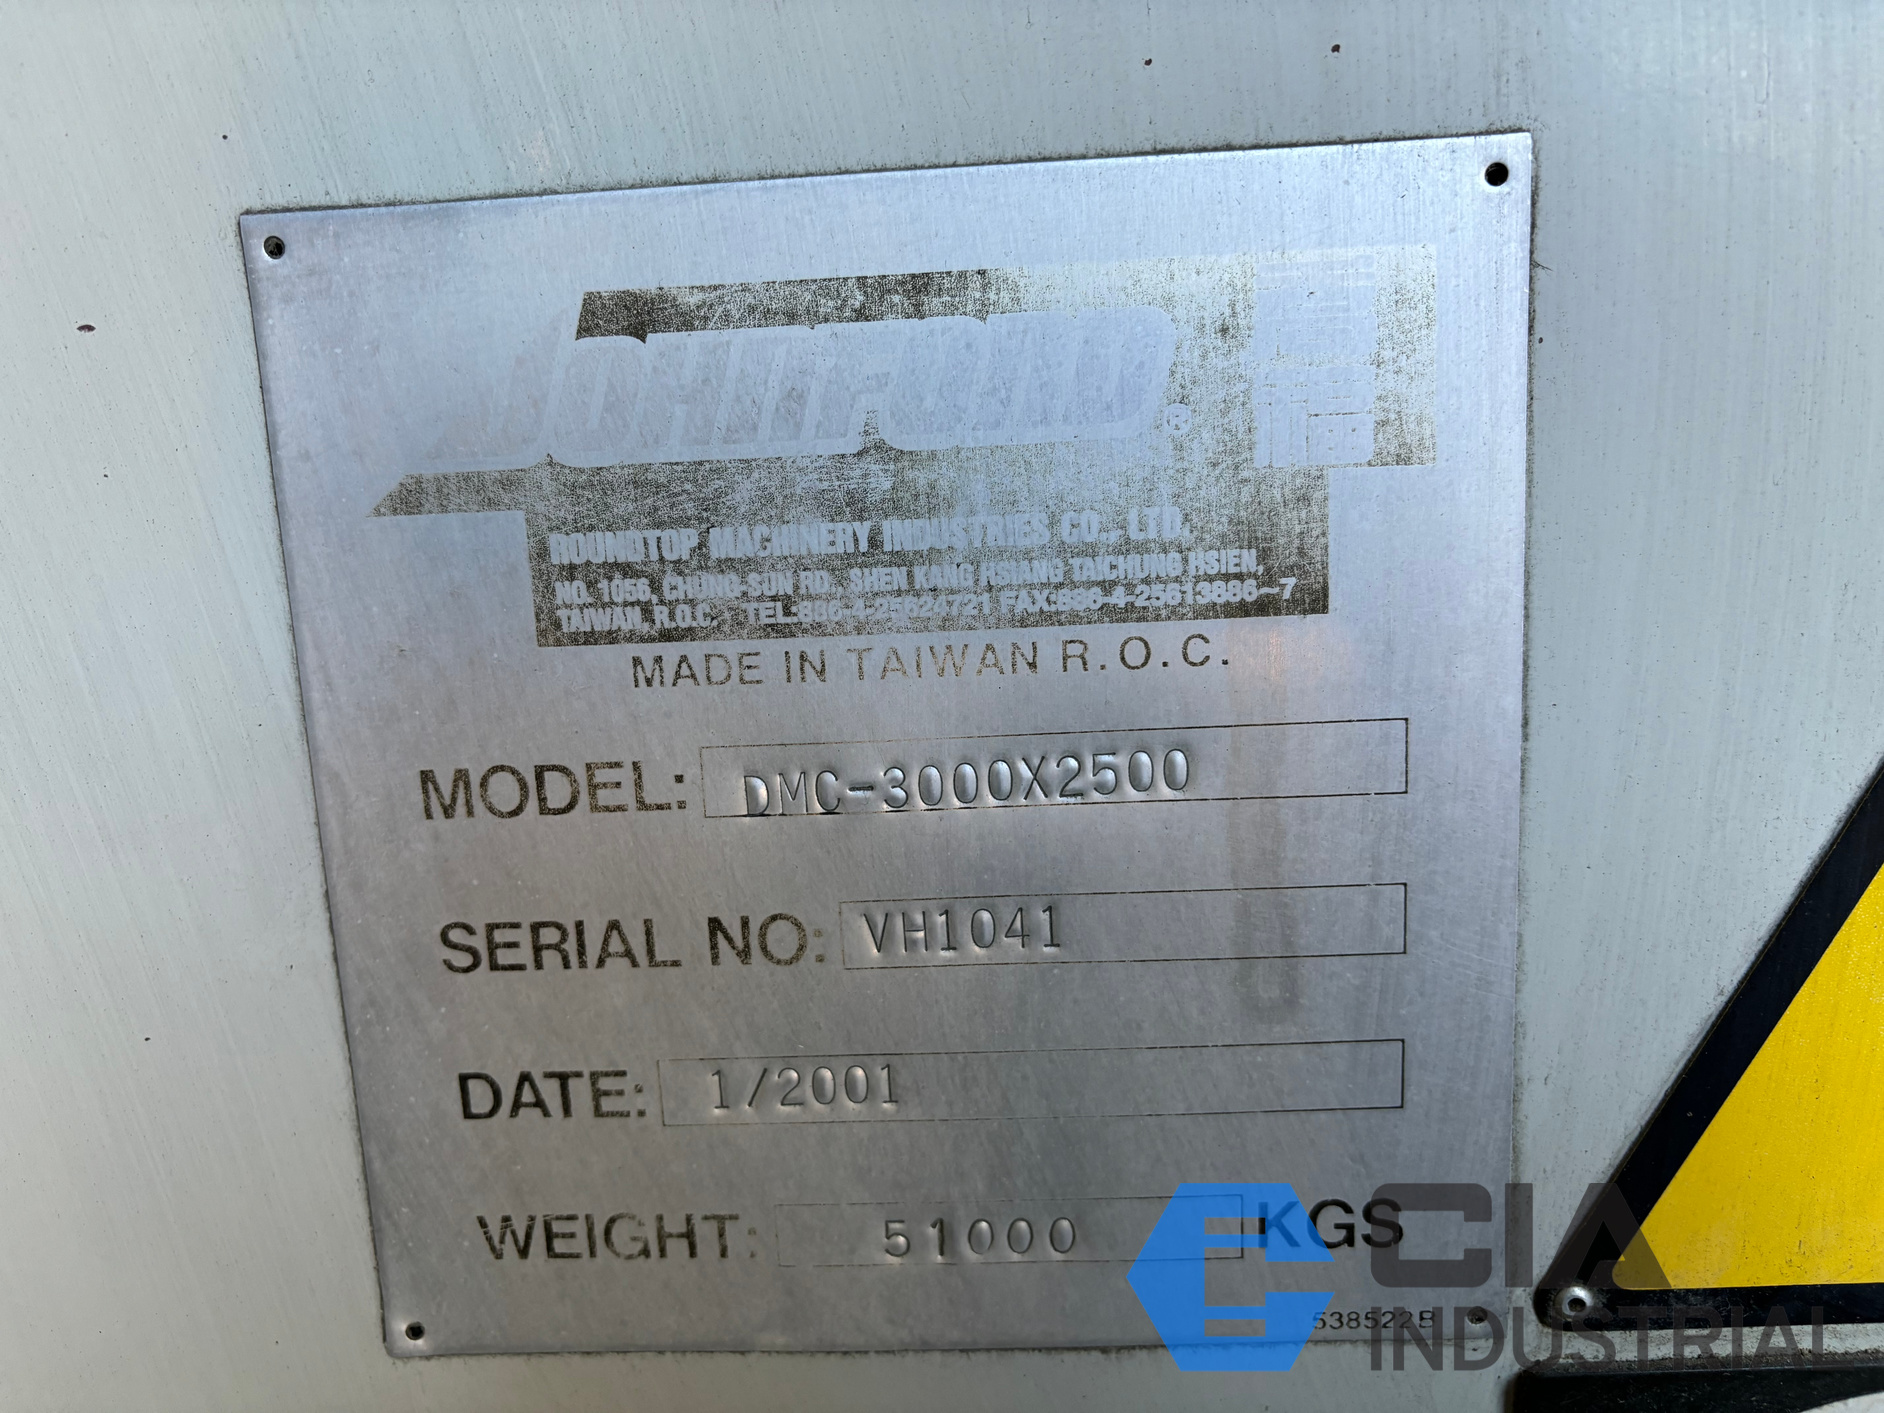 JOHNFORD ®
ROUNDTOP MACHINERY INDUSTRIES CO., LTD.
NO. 1056, CHUNG-SUN RD., SHEN KANG HSIANG TAICHUNG HSIEN,
TAIWAN, R.O.C. TEL.886-4-25624721 FAX:886-4-25613886~7
MADE IN TAIWAN R.O.C.
MODEL: DMC-3000X2500
SERIAL NO: VH1041
DATE: 1/2001
WEIGHT: 51000 KGS
538522B
CIA
INDUSTRIAL